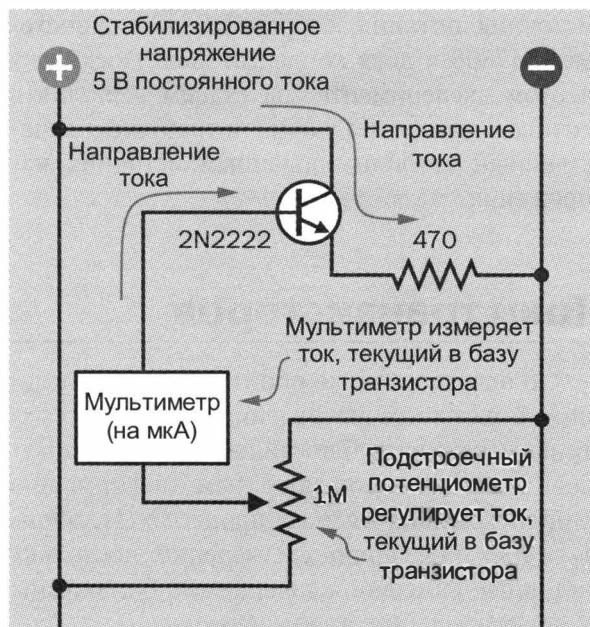 Стабилизированное
напряжение
5 В постоянного тока
+
−
Направление
тока
Направление
тока
2N2222
470
Мультиметр измеряет
ток, текущий в базу
транзистора
Мультиметр
(на мкА)
1М
Подстроечный
потенциометр
регулирует ток,
текущий в базу
транзистора